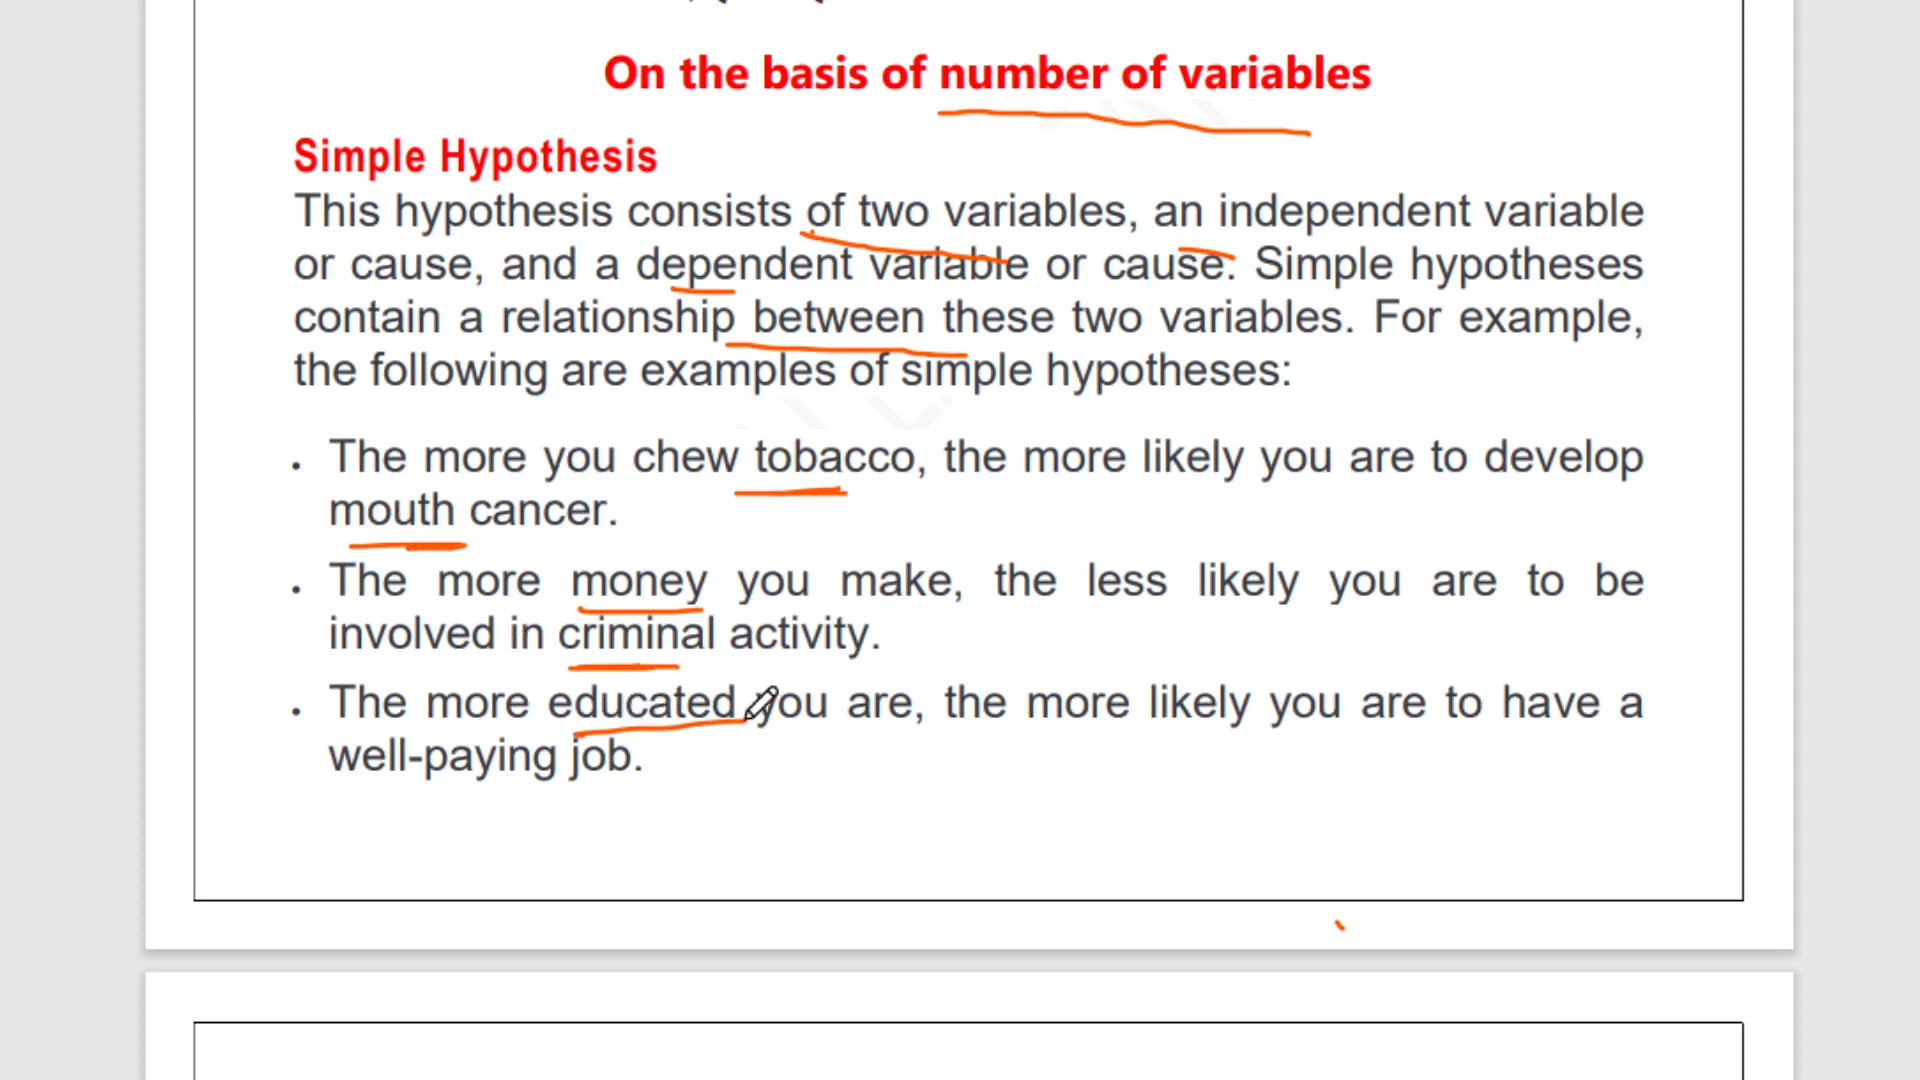 On the basis of number of variables
Simple Hypothesis
This hypothesis consists of two variables, an independent variable
or cause, and a dependent variable or cause. Simple hypotheses
contain a relationship between these two variables. For example,
the following are examples of simple hypotheses:
• The more you chew tobacco, the more likely you are to develop
mouth cancer.
• The more money you make, the less likely you are to be
involved in criminal activity.
• The more educated you are, the more likely you are to have a
well-paying job.